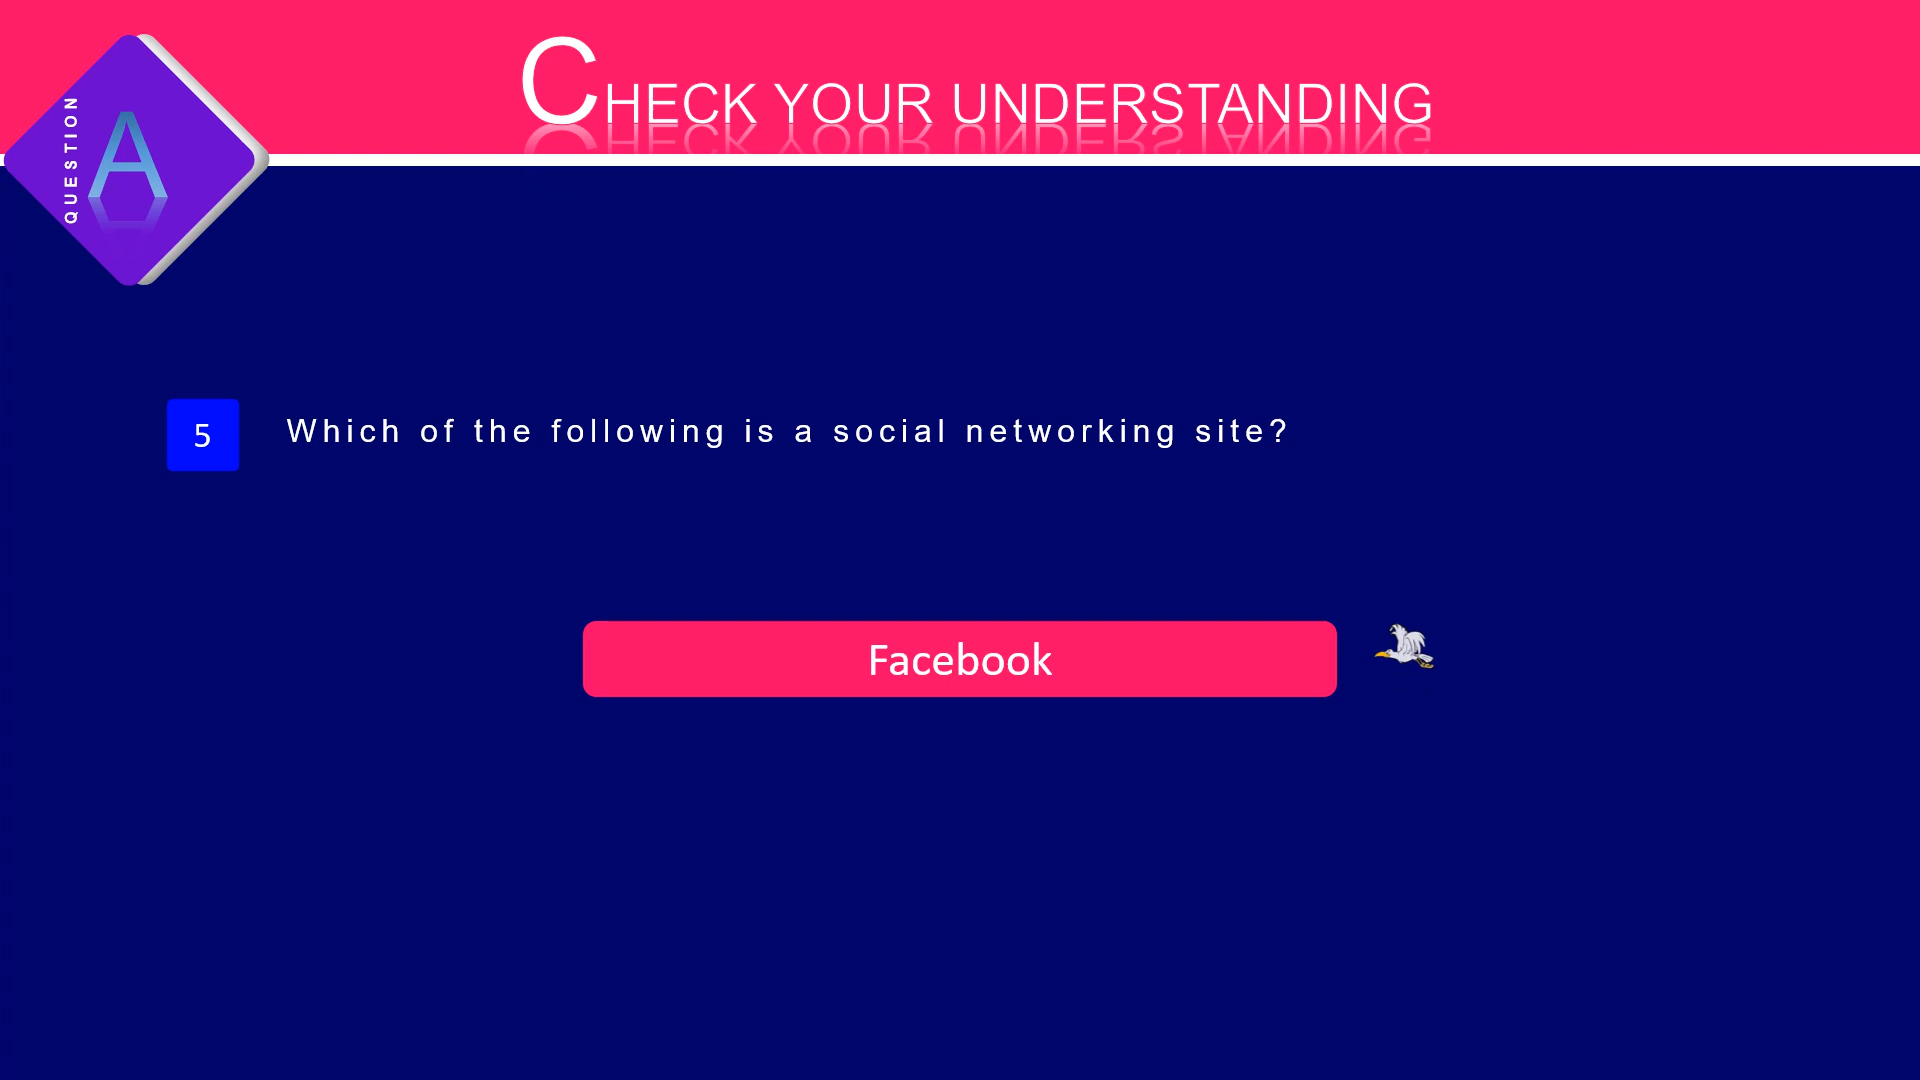 CHECK YOUR UNDERSTANDING
QUESTION
A
5
Which of the following is a social networking site?
Facebook